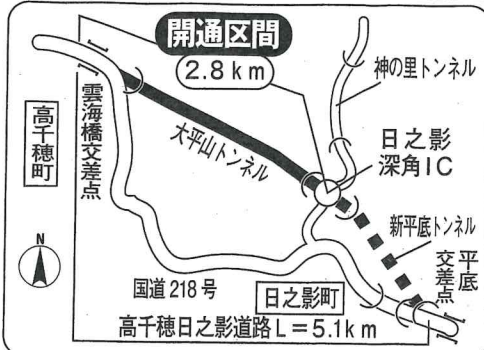 開通区間
2.8km
神の里トンネル
雲海橋交差点
高千穂町
大平山トンネル
日之影
深角IC
新平底トンネル
平底
交差点
N
国道218号
日之影町
高千穂日之影道路L=5.1km